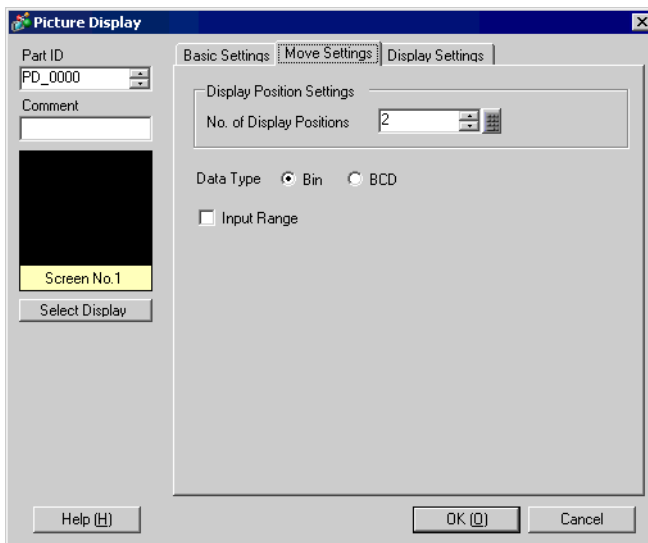 Picture Display
Part ID
PD_0000
Comment
Screen No.1
Select Display
Basic Settings Move Settings Display Settings
Display Position Settings
No. of Display Positions 2
Data Type Bin BCD
Input Range
Help (H) OK (O) Cancel